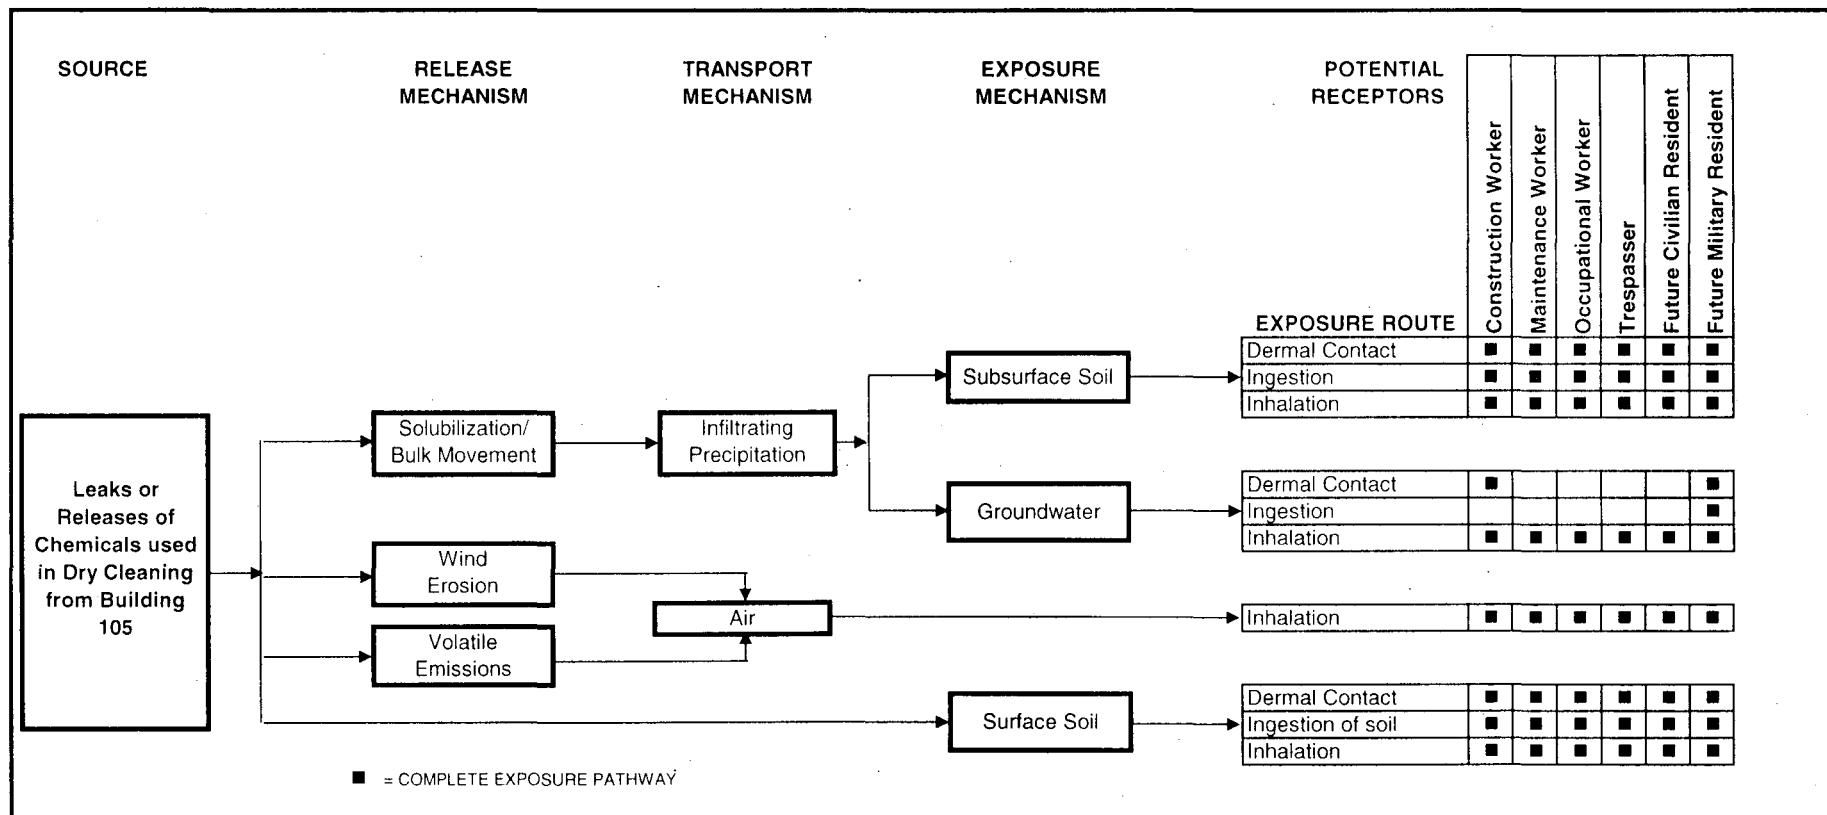 SOURCE
RELEASE
MECHANISM
TRANSPORT
MECHANISM
EXPOSURE
MECHANISM
POTENTIAL
RECEPTORS
Construction Worker
Maintenance Worker
Occupational Worker
Trespasser
Future Civilian Resident
Future Military Resident
EXPOSURE ROUTE
Dermal Contact
Subsurface Soil
Ingestion
Inhalation
Solubilization/
Bulk Movement
Infiltrating
Precipitation
Leaks or
Releases of
Chemicals used
in Dry Cleaning
from Building
105
Dermal Contact
Groundwater
Ingestion
Inhalation
Wind
Erosion
Air
Inhalation
Volatile
Emissions
Dermal Contact
Surface Soil
Ingestion of soil
Inhalation
■ = COMPLETE EXPOSURE PATHWAY